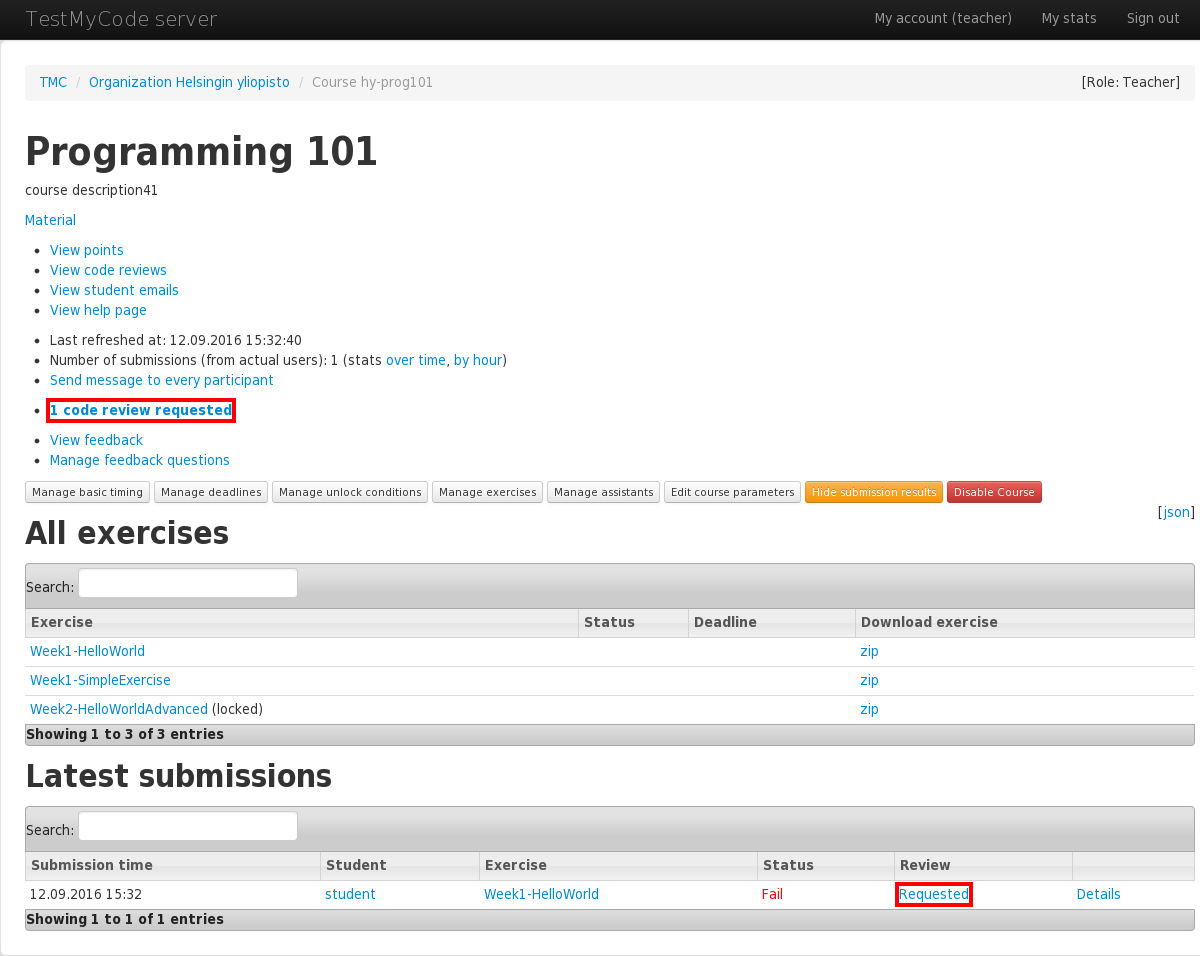 TestMyCode server My account (teacher) My stats Sign out
TMC / Organization Helsingin yliopisto / Course hy-prog101 [Role: Teacher]
Programming 101
course description41
Material
View points
View code reviews
View student emails
View help page
Last refreshed at: 12.09.2016 15:32:40
Number of submissions (from actual users): 1 (stats over time, by hour)
Send message to every participant
1 code review requested
View feedback
Manage feedback questions
Manage basic timing Manage deadlines Manage unlock conditions Manage exercises Manage assistants Edit course parameters Hide submission results Disable Course
[json]
All exercises
Search:
Exercise Status Deadline Download exercise
Week1-HelloWorld zip
Week1-SimpleExercise zip
Week2-HelloWorldAdvanced (locked) zip
Showing 1 to 3 of 3 entries
Latest submissions
Search:
Submission time Student Exercise Status Review
12.09.2016 15:32 student Week1-HelloWorld Fail Requested Details
Showing 1 to 1 of 1 entries